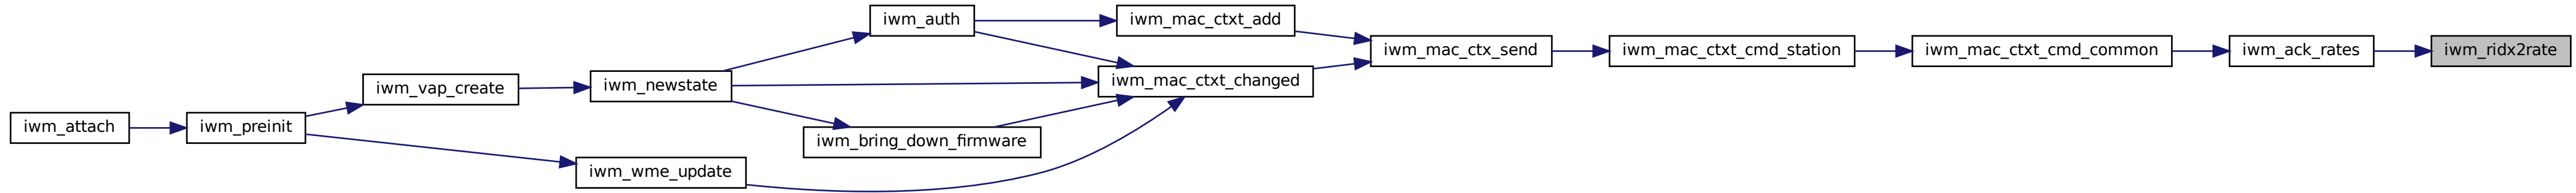 iwm_attach
iwm_preinit
iwm_vap_create
iwm_wme_update
iwm_newstate
iwm_bring_down_firmware
iwm_auth
iwm_mac_ctxt_add
iwm_mac_ctxt_changed
iwm_mac_ctx_send
iwm_mac_ctxt_cmd_station
iwm_mac_ctxt_cmd_common
iwm_ack_rates
iwm_ridx2rate